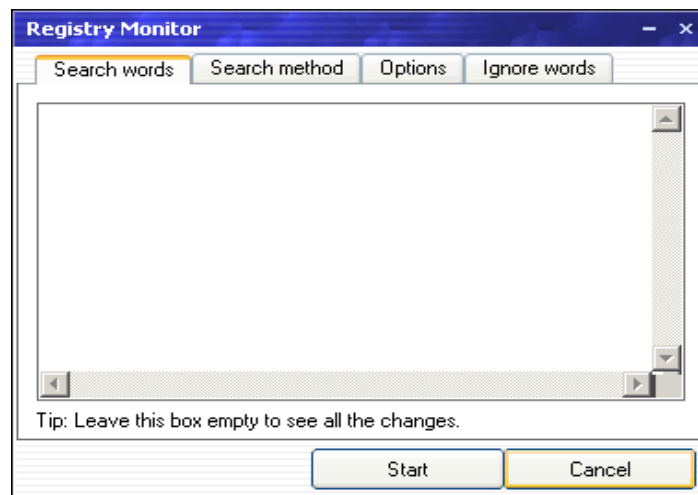 Registry Monitor
Search words Search method Options Ignore words
Tip: Leave this box empty to see all the changes.
Start Cancel